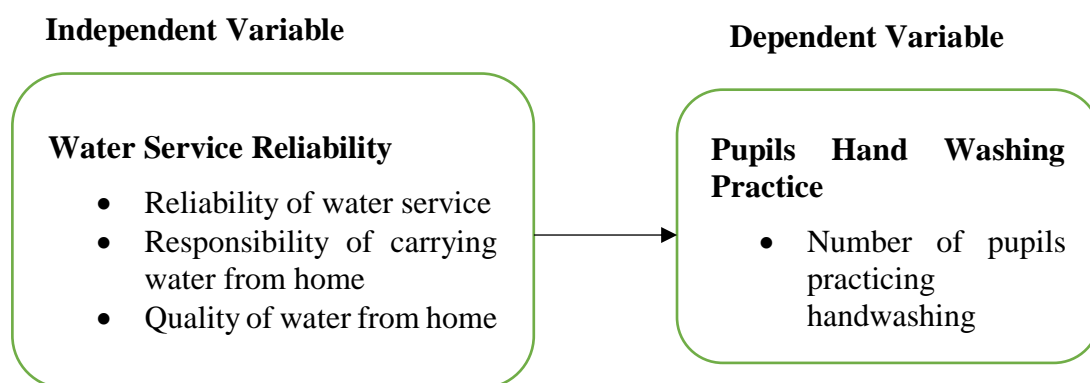 Independent Variable
Dependent Variable
Water Service Reliability
• Reliability of water service
• Responsibility of carrying
water from home
• Quality of water from home
Pupils Hand Washing
Practice
• Number of pupils
practicing
handwashing